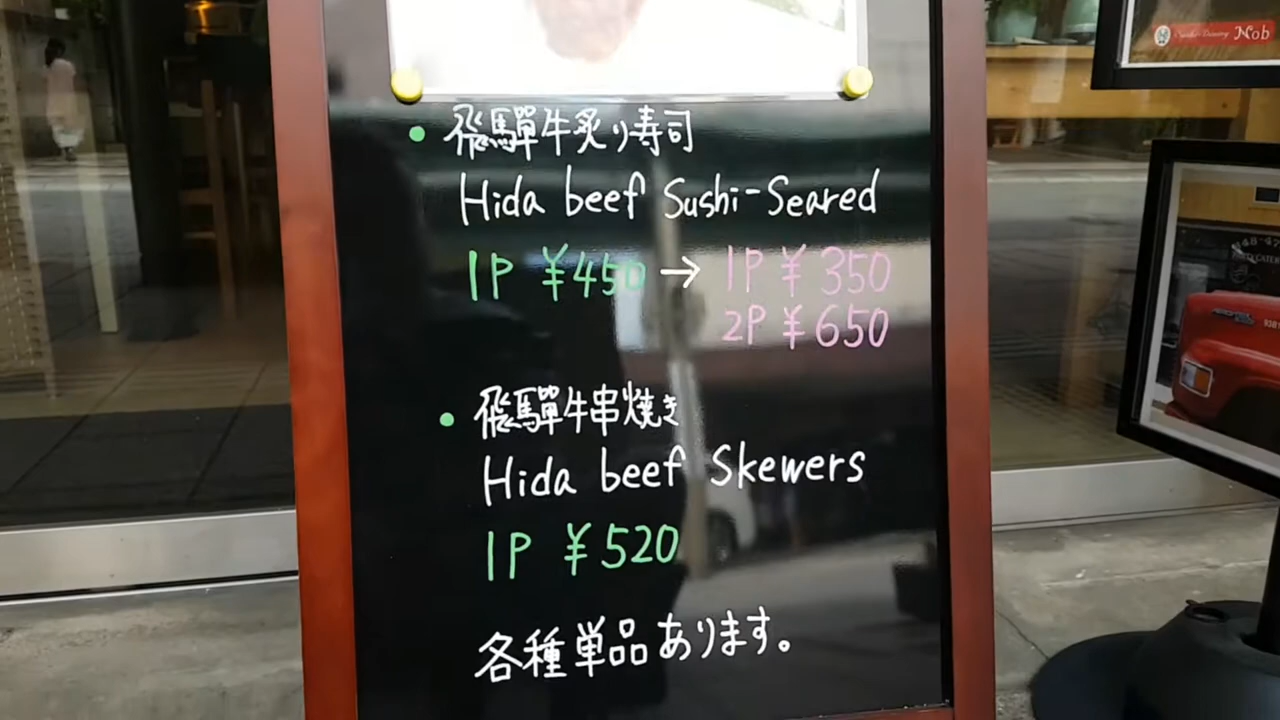 • 飛騨牛炙り寿司
Hida beef Sushi-Seared
1P ¥450 → 1P ¥350
2P ¥650
• 飛騨牛串焼き
Hida beef Skewers
1P ¥520
各種単品あります。
Nob